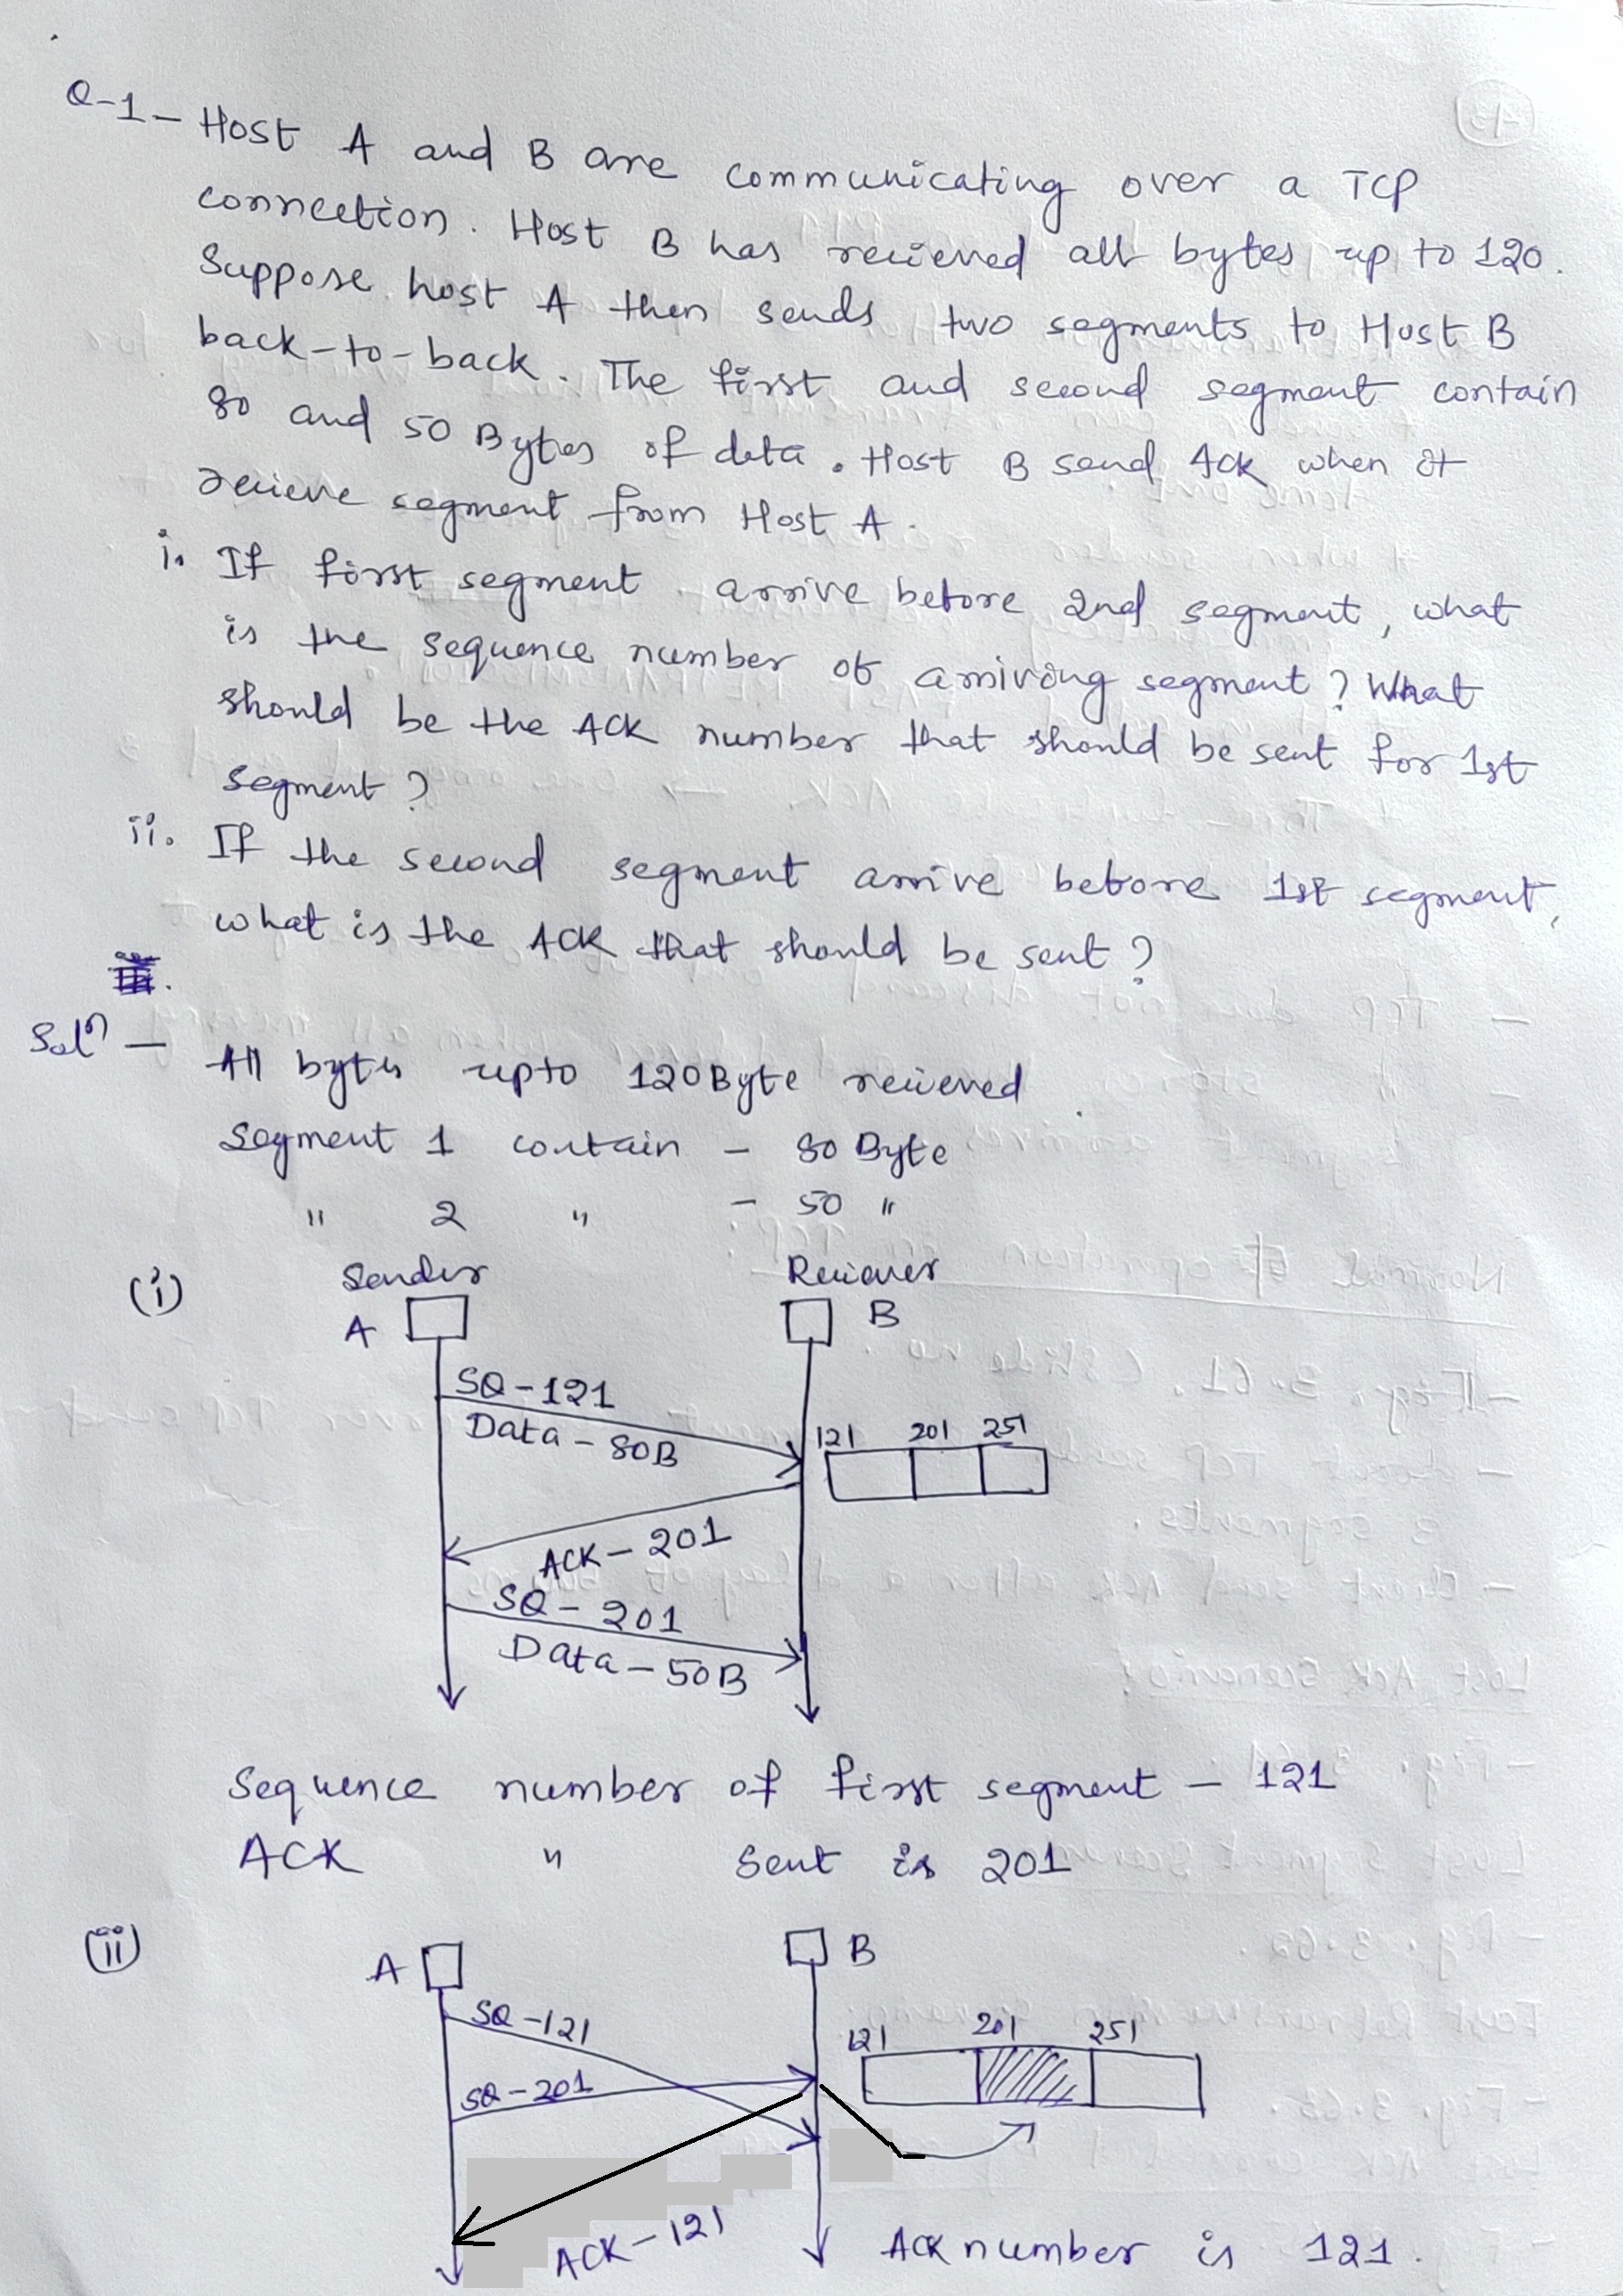 Q-1- Host A and B are communicating over a TCP
connection. Host B has recieved all bytes up to 120.
Suppose host A then sends two segments to Host B
back-to-back. The first and second segment contain
80 and 50 Bytes of data. Host B send Ack when it
recieve segment from Host A.
i. If first segment arrive before 2nd segment, what
is the sequence number of arriving segment? What
should be the ACK number that should be sent for 1st
segment?
ii. If the second segment arrive before 1st segment,
what is the ACK that should be sent?
Solⁿ - All bytes upto 120Byte recieved
Segment 1 contain - 80 Byte
" 2 " - 50 "
(i) Sender Reciever
A B
SQ-121
Data-80B
121 201 251
ACK-201
SQ-201
Data-50B
Sequence number of first segment - 121
ACK " sent is 201
(ii) A B
SQ-121
121 201 251
SQ-201
ACK-121
ACK number is 121.